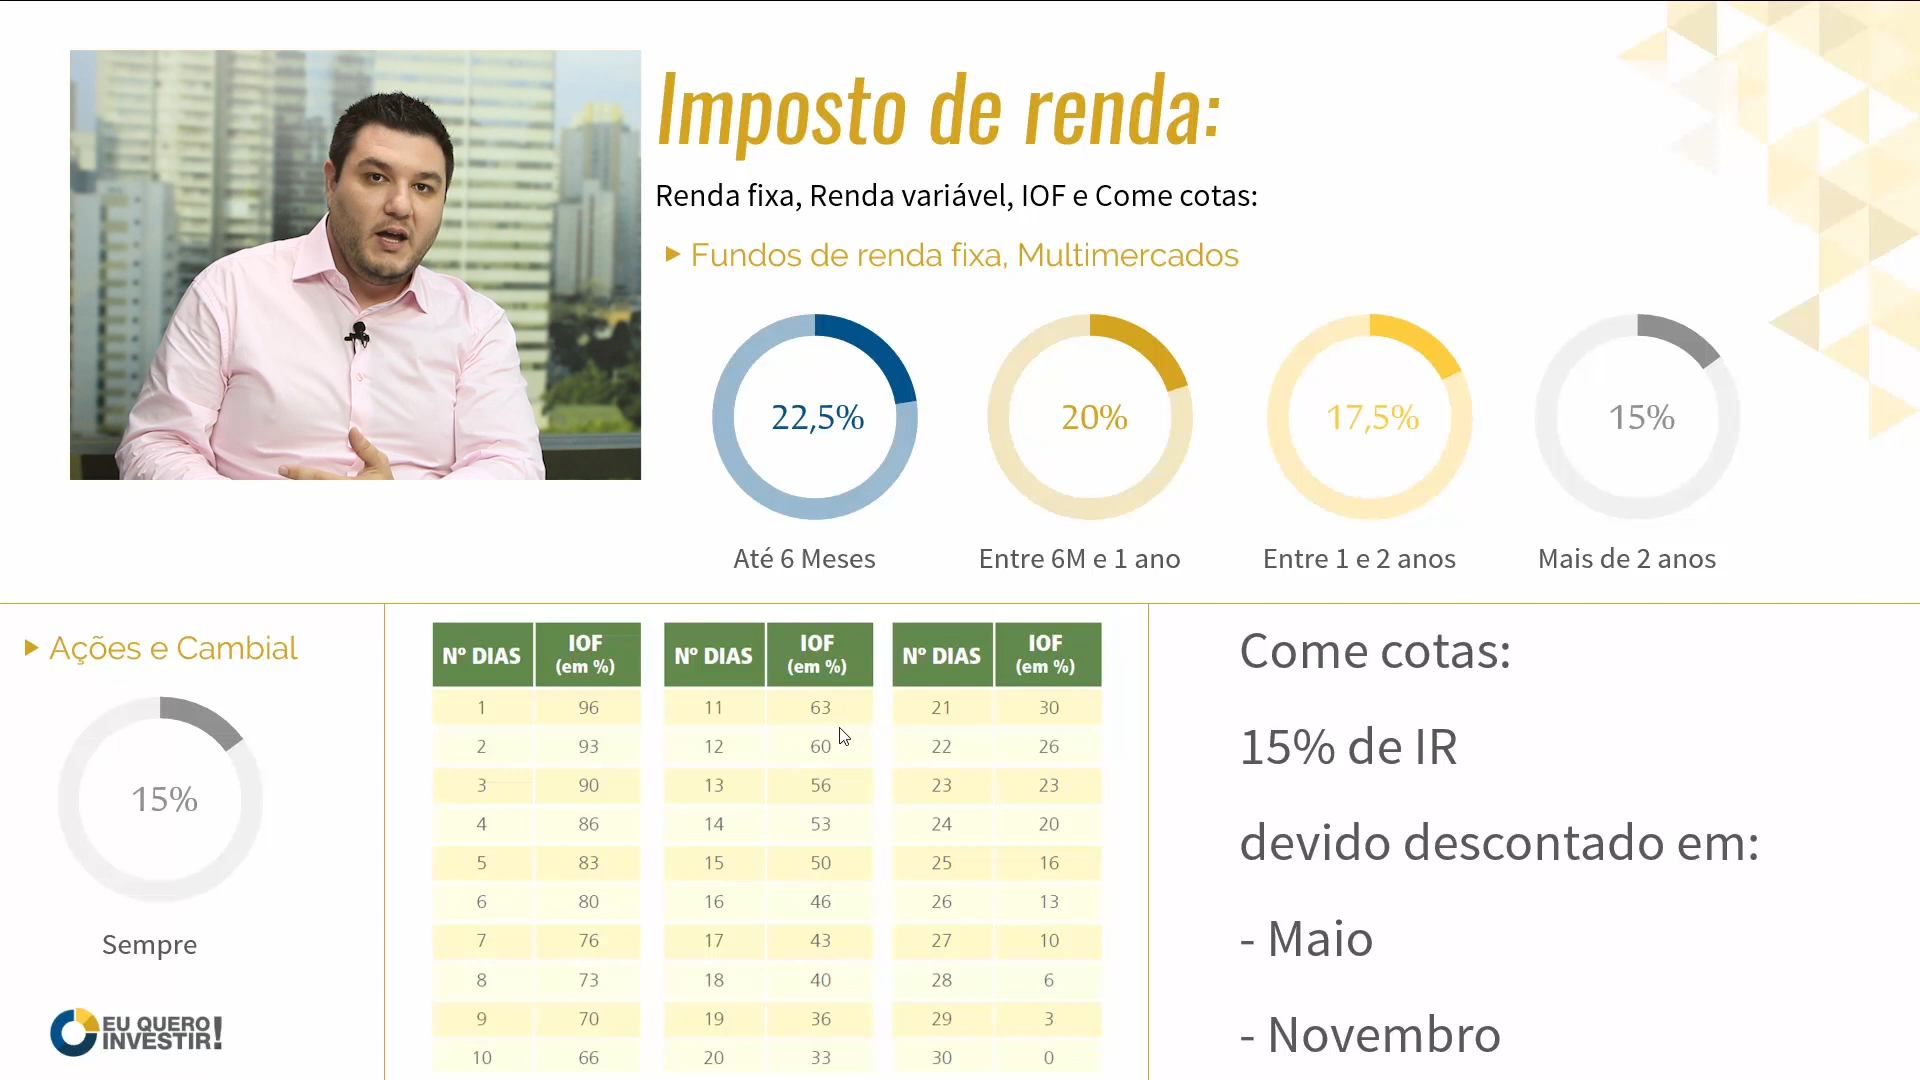 Imposto de renda:
Renda fixa, Renda variável, IOF e Come cotas:
Fundos de renda fixa, Multimercados
22,5%
20%
17,5%
15%
Até 6 Meses
Entre 6M e 1 ano
Entre 1 e 2 anos
Mais de 2 anos
Ações e Cambial
15%
Sempre
EU QUERO
INVESTIR!
Nº DIAS IOF (em %) Nº DIAS IOF (em %) Nº DIAS IOF (em %)
1 96 11 63 21 30
2 93 12 60 22 26
3 90 13 56 23 23
4 86 14 53 24 20
5 83 15 50 25 16
6 80 16 46 26 13
7 76 17 43 27 10
8 73 18 40 28 6
9 70 19 36 29 3
10 66 20 33 30 0
Come cotas:
15% de IR
devido descontado em:
- Maio
- Novembro